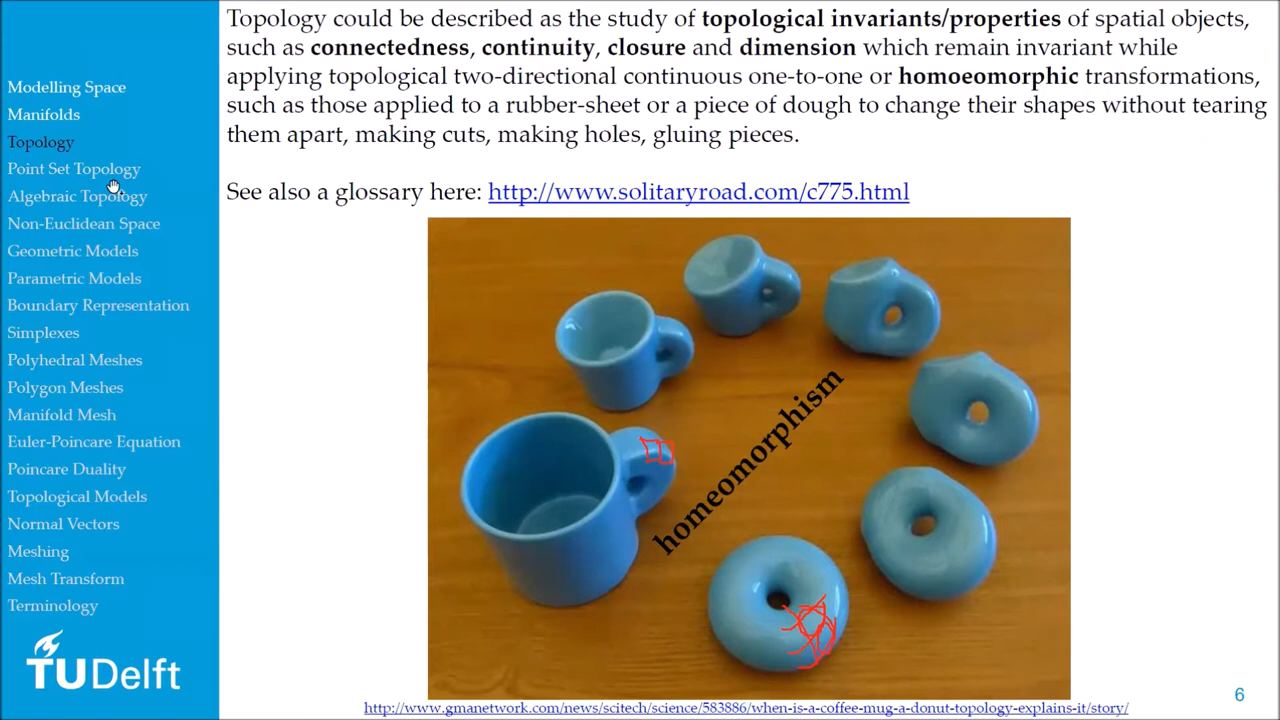 Topology could be described as the study of topological invariants/properties of spatial objects,
such as connectedness, continuity, closure and dimension which remain invariant while
applying topological two-directional continuous one-to-one or homoeomorphic transformations,
such as those applied to a rubber-sheet or a piece of dough to change their shapes without tearing
them apart, making cuts, making holes, gluing pieces.
See also a glossary here: http://www.solitaryroad.com/c775.html
Modelling Space
Manifolds
Topology
Point Set Topology
Algebraic Topology
Non-Euclidean Space
Geometric Models
Parametric Models
Boundary Representation
Simplexes
Polyhedral Meshes
Polygon Meshes
Manifold Mesh
Euler-Poincare Equation
Poincare Duality
Topological Models
Normal Vectors
Meshing
Mesh Transform
Terminology
TUDelft
homeomorphism
6
http://www.gmanetwork.com/news/scitech/science/583886/when-is-a-coffee-mug-a-donut-topology-explains-it/story/